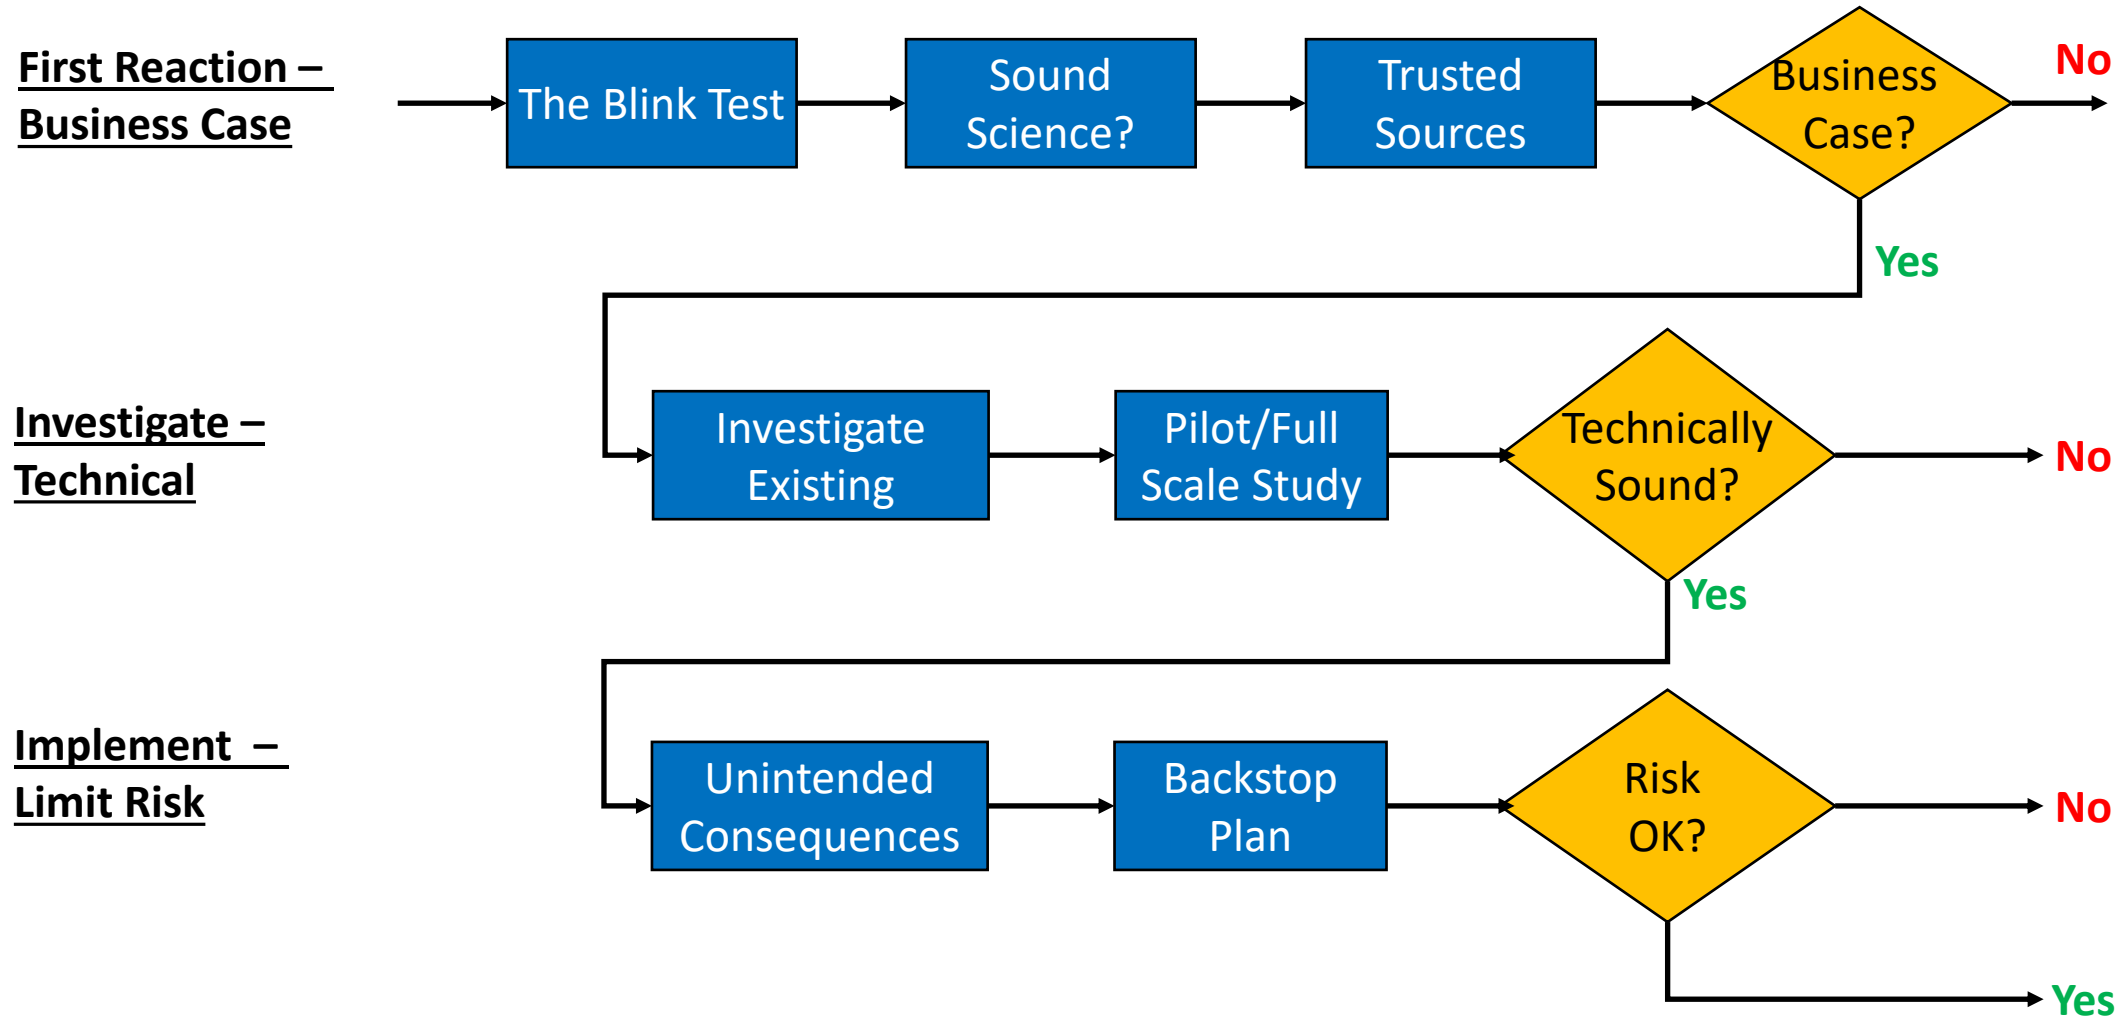 First Reaction –
Business Case
The Blink Test
Sound
Science?
Trusted
Sources
Business
Case?
No
Yes
Investigate –
Technical
Investigate
Existing
Pilot/Full
Scale Study
Technically
Sound?
No
Yes
Implement –
Limit Risk
Unintended
Consequences
Backstop
Plan
Risk
OK?
No
Yes